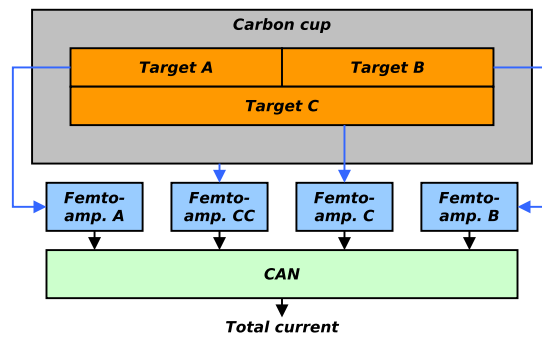 Carbon cup
Target A
Target B
Target C
Femto-
amp. A
Femto-
amp. CC
Femto-
amp. C
Femto-
amp. B
CAN
Total current